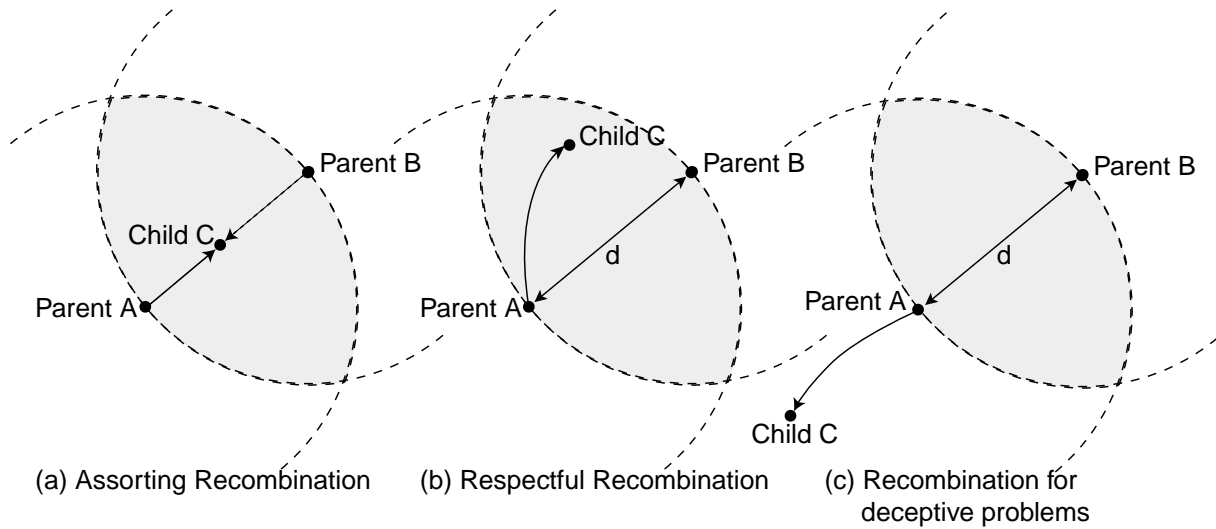 Parent B
Child C
Parent A
(a) Assorting Recombination
Child C
Parent B
d
Parent A
(b) Respectful Recombination
Parent B
d
Parent A
Child C
(c) Recombination for
deceptive problems